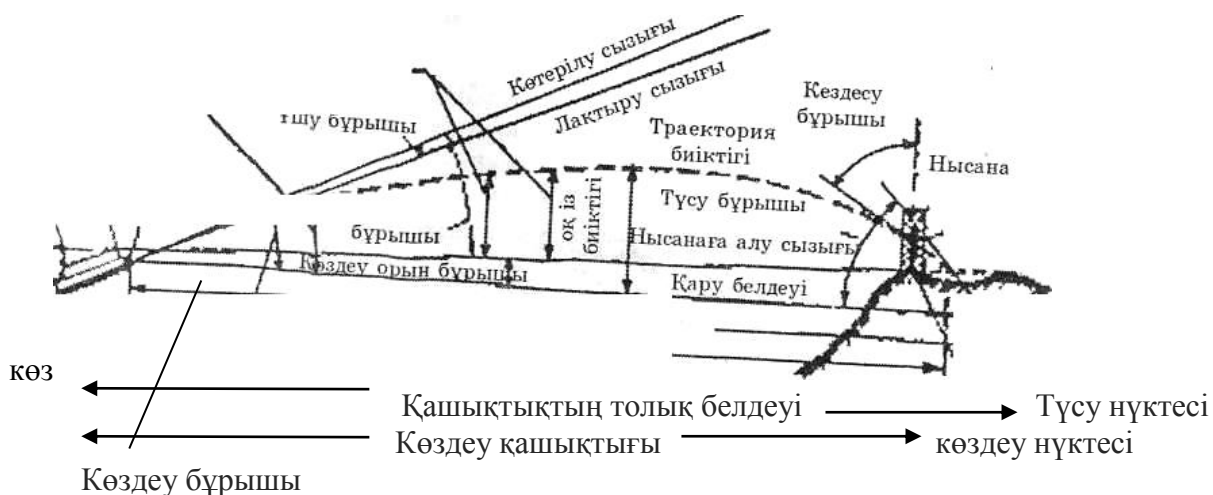 Көтерілу сызығы
Лақтыру сызығы
Кездесу
бұрышы
бұрышы
Траектория
биіктігі
Нысана
Түсу бұрышы
оқ із
биіктігі
бұрышы
Нысанаға алу сызығы
Көздеу орын бұрышы
Қару белдеуі
көз
Қашықтықтың толық белдеуі
Түсу нүктесі
Көздеу қашықтығы
көздеу нүктесі
Көздеу бұрышы